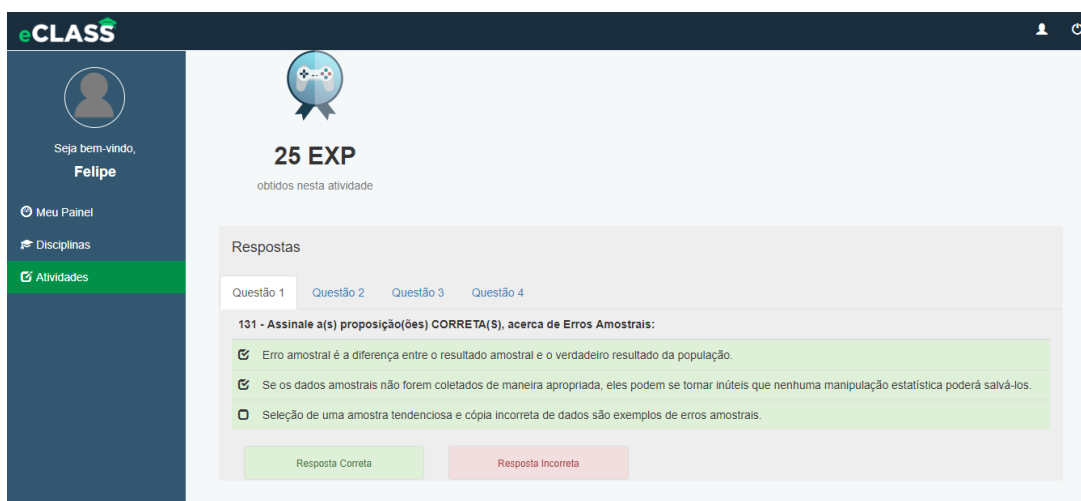 eCLASS
Seja bem-vindo,
Felipe
Meu Painel
Disciplinas
Atividades
25 EXP
obtidos nesta atividade
Respostas
Questão 1 Questão 2 Questão 3 Questão 4
131 - Assinale a(s) proposição(ões) CORRETA(S), acerca de Erros Amostrais:
Erro amostral é a diferença entre o resultado amostral e o verdadeiro resultado da população.
Se os dados amostrais não forem coletados de maneira apropriada, eles podem se tornar inúteis que nenhuma manipulação estatística poderá salvá-los.
Seleção de uma amostra tendenciosa e cópia incorreta de dados são exemplos de erros amostrais.
Resposta Correta Resposta Incorreta